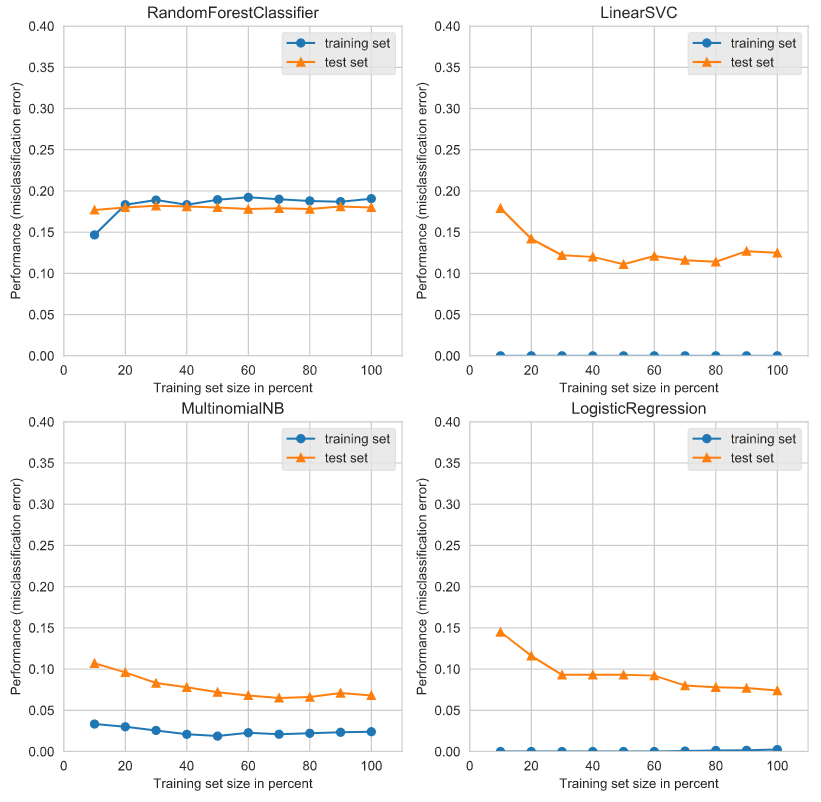 RandomForestClassifier
0.40
0.35
0.30
0.25
0.20
0.15
0.10
0.05
0.00
Performance (misclassification error)
training set
test set
0 20 40 60 80 100
Training set size in percent
LinearSVC
0.40
0.35
0.30
0.25
0.20
0.15
0.10
0.05
0.00
Performance (misclassification error)
training set
test set
0 20 40 60 80 100
Training set size in percent
MultinomialNB
0.40
0.35
0.30
0.25
0.20
0.15
0.10
0.05
0.00
Performance (misclassification error)
training set
test set
0 20 40 60 80 100
Training set size in percent
LogisticRegression
0.40
0.35
0.30
0.25
0.20
0.15
0.10
0.05
0.00
Performance (misclassification error)
training set
test set
0 20 40 60 80 100
Training set size in percent